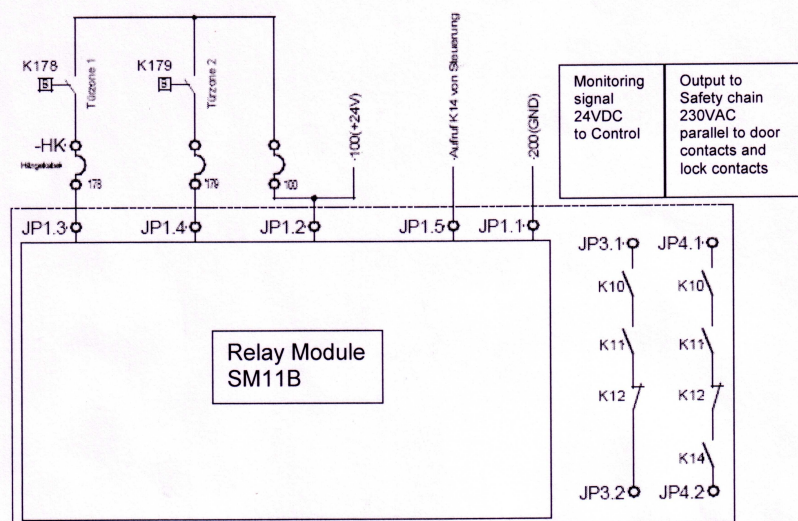 K178
Türzone 1
K179
Türzone 2
-HK
Hängekabel
178
179
100
-100(+24V)
-Aufruf K14 von Steuerung
-200(GND)
Monitoring
signal
24VDC
to Control
Output to
Safety chain
230VAC
parallel to door
contacts and
lock contacts
JP1.3
JP1.4
JP1.2
JP1.5
JP1.1
JP3.1
JP4.1
K10
K10
K11
K11
K12
K12
K14
JP3.2
JP4.2
Relay Module
SM11B